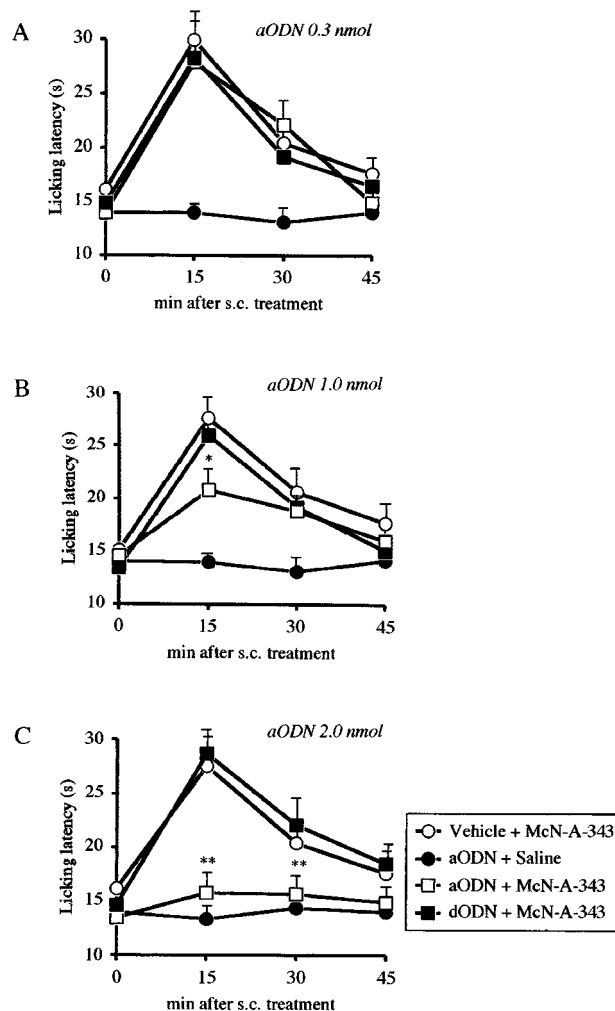 A
aODN 0.3 nmol
Licking latency (s)
30
25
20
15
10
0 15 30 45
min after s.c. treatment
B
aODN 1.0 nmol
Licking latency (s)
30
25
20
15
10
*
0 15 30 45
min after s.c. treatment
C
aODN 2.0 nmol
Licking latency (s)
30
25
20
15
10
** **
0 15 30 45
min after s.c. treatment
Vehicle + McN-A-343
aODN + Saline
aODN + McN-A-343
dODN + McN-A-343